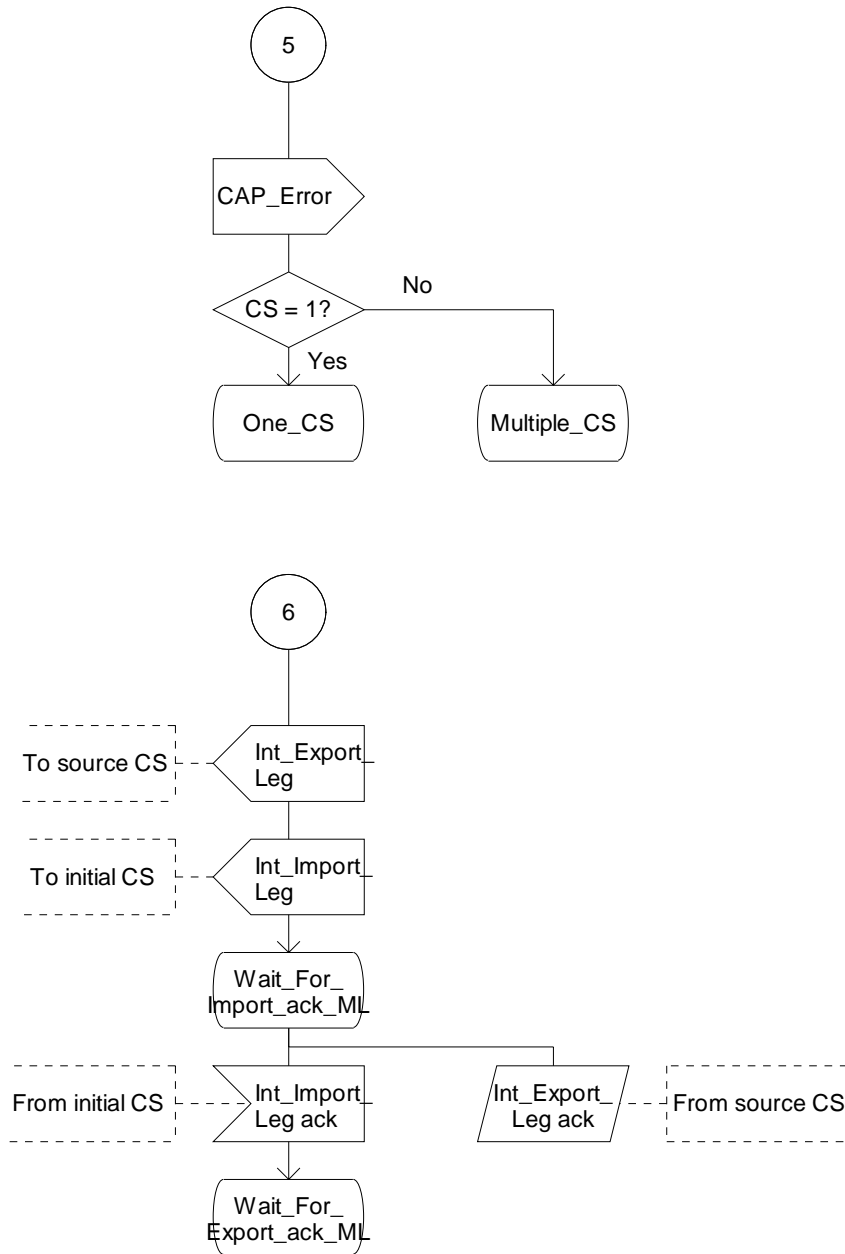 5
CAP_Error
CS = 1?
No
Yes
One_CS
Multiple_CS
6
To source CS
Int_Export_
Leg
To initial CS
Int_Import_
Leg
Wait_For_
Import_ack_ML
From initial CS
Int_Import_
Leg ack
Int_Export_
Leg ack
From source CS
Wait_For_
Export_ack_ML